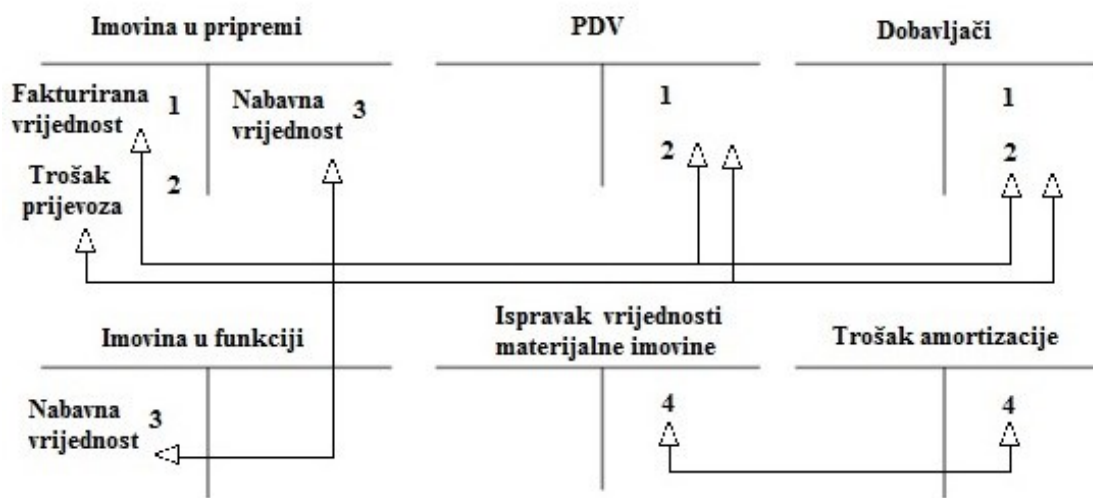 Imovina u pripremi
PDV
Dobavljači
Fakturirana
vrijednost
1
Nabavna
vrijednost
3
1
1
2
2
Trošak
prijevoza
2
Imovina u funkciji
Ispravak vrijednosti
materijalne imovine
Trošak amortizacije
Nabavna
vrijednost
3
4
4